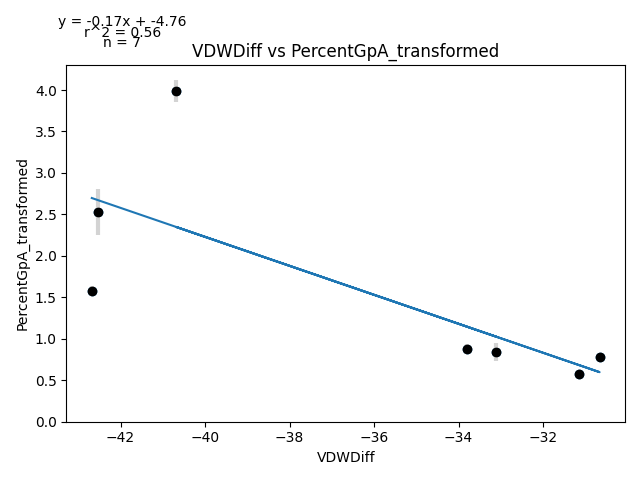 y = -0.17x + -4.76
r^2 = 0.56
n = 7
VDWDiff vs PercentGpA_transformed
PercentGpA_transformed
4.0
3.5
3.0
2.5
2.0
1.5
1.0
0.5
0.0
−42
−40
−38
−36
−34
−32
VDWDiff